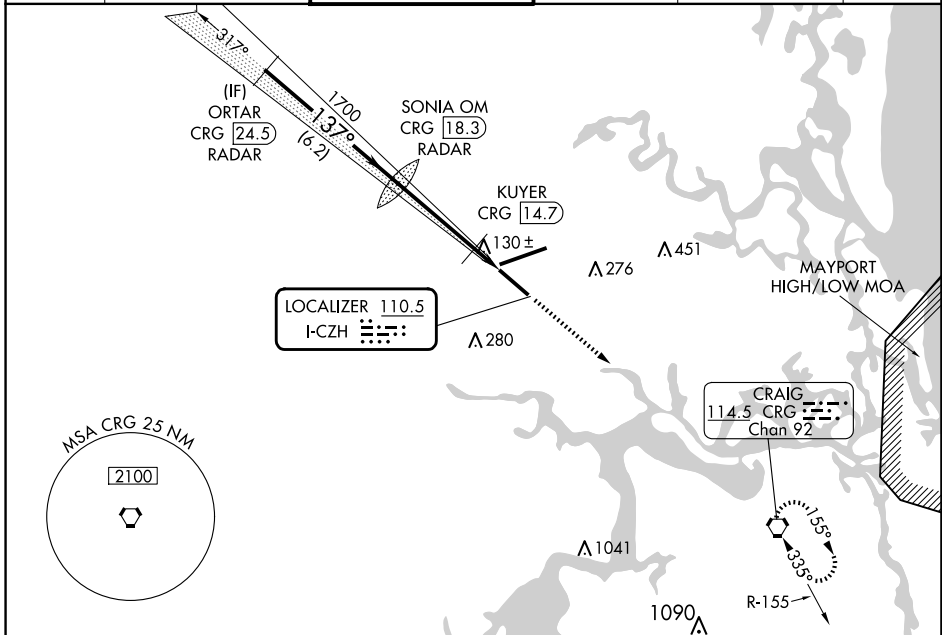 317°
(IF)
ORTAR
CRG 24.5
RADAR
1700
137°
(6.2)
SONIA OM
CRG 18.3
RADAR
KUYER
CRG 14.7
130 ±
276
451
MAYPORT
HIGH/LOW MOA
LOCALIZER 110.5
I-CZH
280
CRAIG
114.5 CRG
Chan 92
MSA CRG 25 NM
2100
155°
335°
R-155
1041
1090